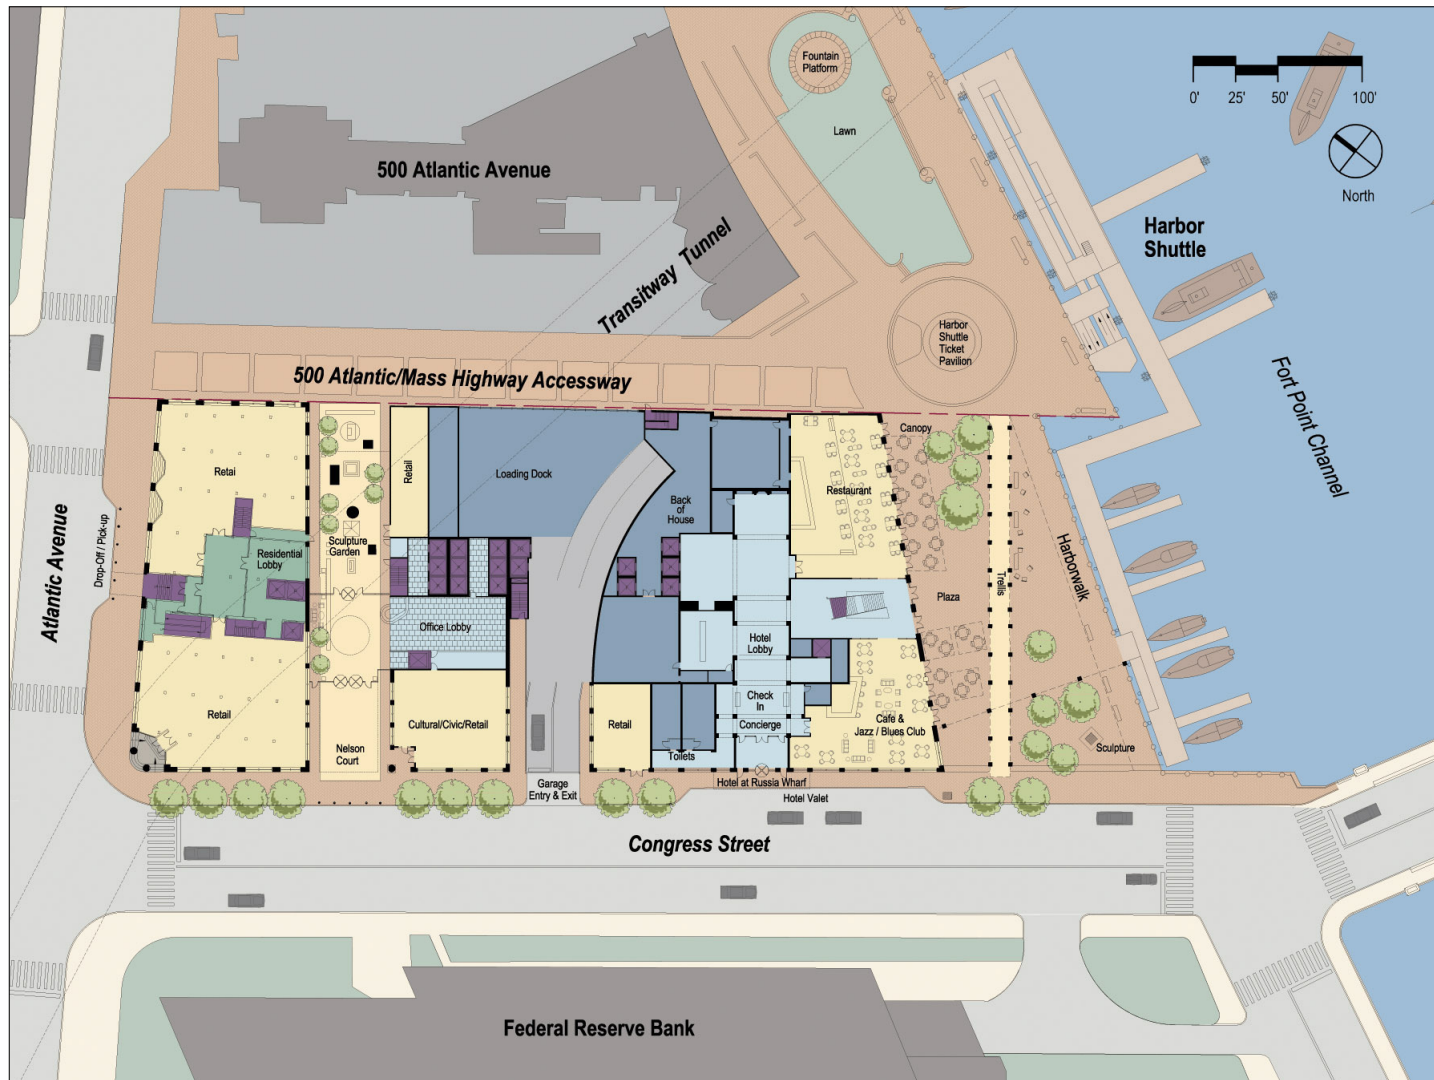 Fountain
Platform
0' 25' 50' 100'
Lawn
500 Atlantic Avenue
North
Harbor
Shuttle
Transitway Tunnel
Harbor
Shuttle
Ticket
Pavilion
500 Atlantic/Mass Highway Accessway
Fort Point Channel
Canopy
Retai
Retail
Loading Dock
Restaurant
Back
of
House
Drop-Off / Pick-up
Sculpture
Garden
Residential
Lobby
Atlantic Avenue
Trellis
Harborwalk
Plaza
Office Lobby
Hotel
Lobby
Check
In
Retail
Cultural/Civic/Retail
Retail
Concierge
Cafe &
Jazz / Blues Club
Nelson
Court
Toilets
Sculpture
Garage
Entry & Exit
Hotel at Russia Wharf
Hotel Valet
Congress Street
Federal Reserve Bank